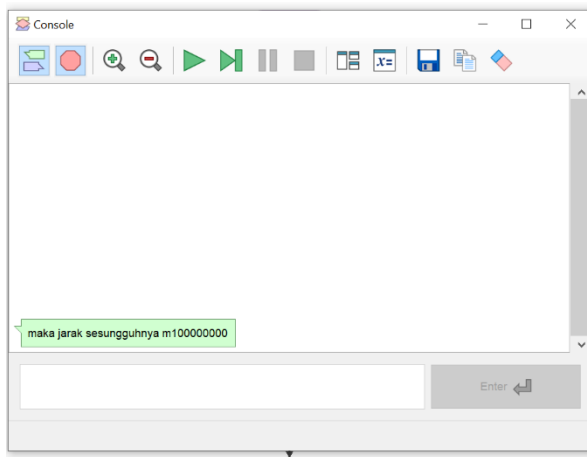 Console
x=
maka jarak sesungguhnya m100000000
Enter